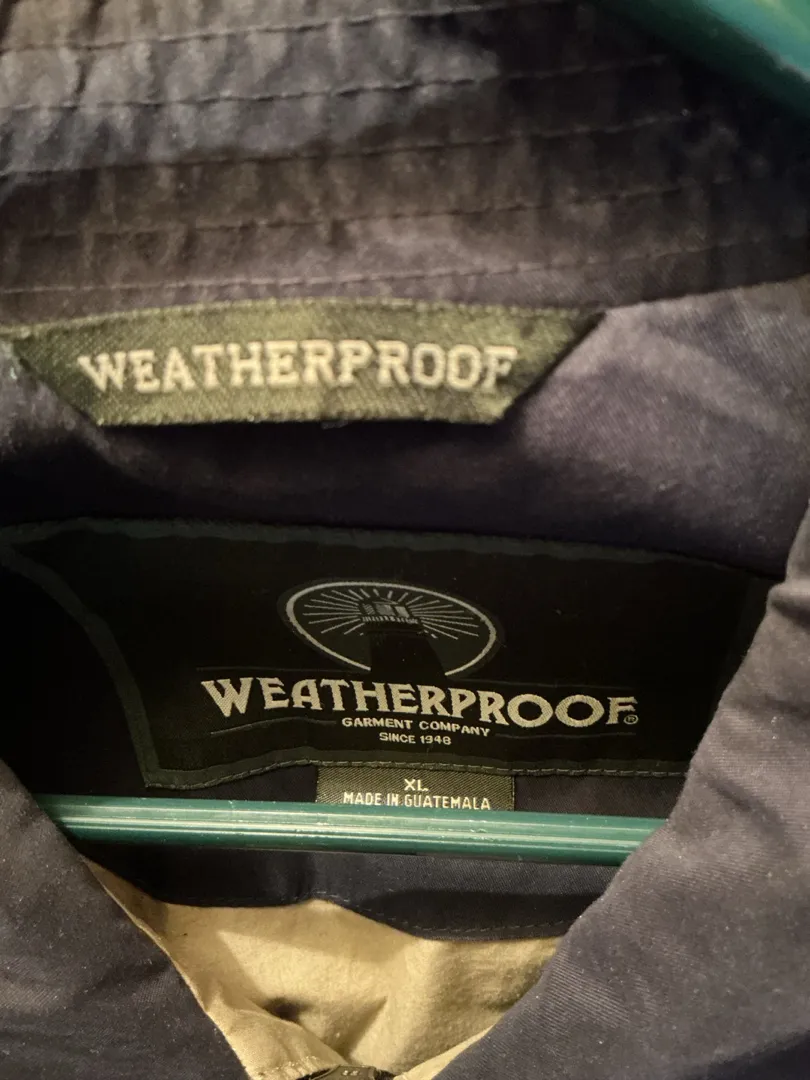 WEATHERPROOF
WEATHERPROOF®
GARMENT COMPANY
SINCE 1948
XL
MADE IN GUATEMALA